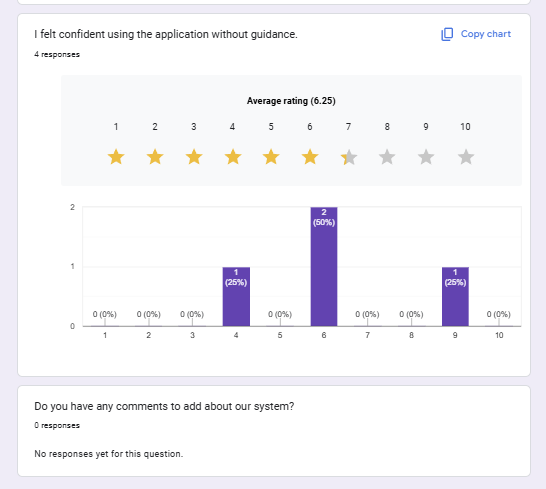 I felt confident using the application without guidance.
Copy chart
4 responses
Average rating (6.25)
1 2 3 4 5 6 7 8 9 10
2
1
0
0 (0%) 0 (0%) 0 (0%) 1 (25%) 0 (0%) 2 (50%) 0 (0%) 0 (0%) 1 (25%) 0 (0%)
1 2 3 4 5 6 7 8 9 10
Do you have any comments to add about our system?
0 responses
No responses yet for this question.